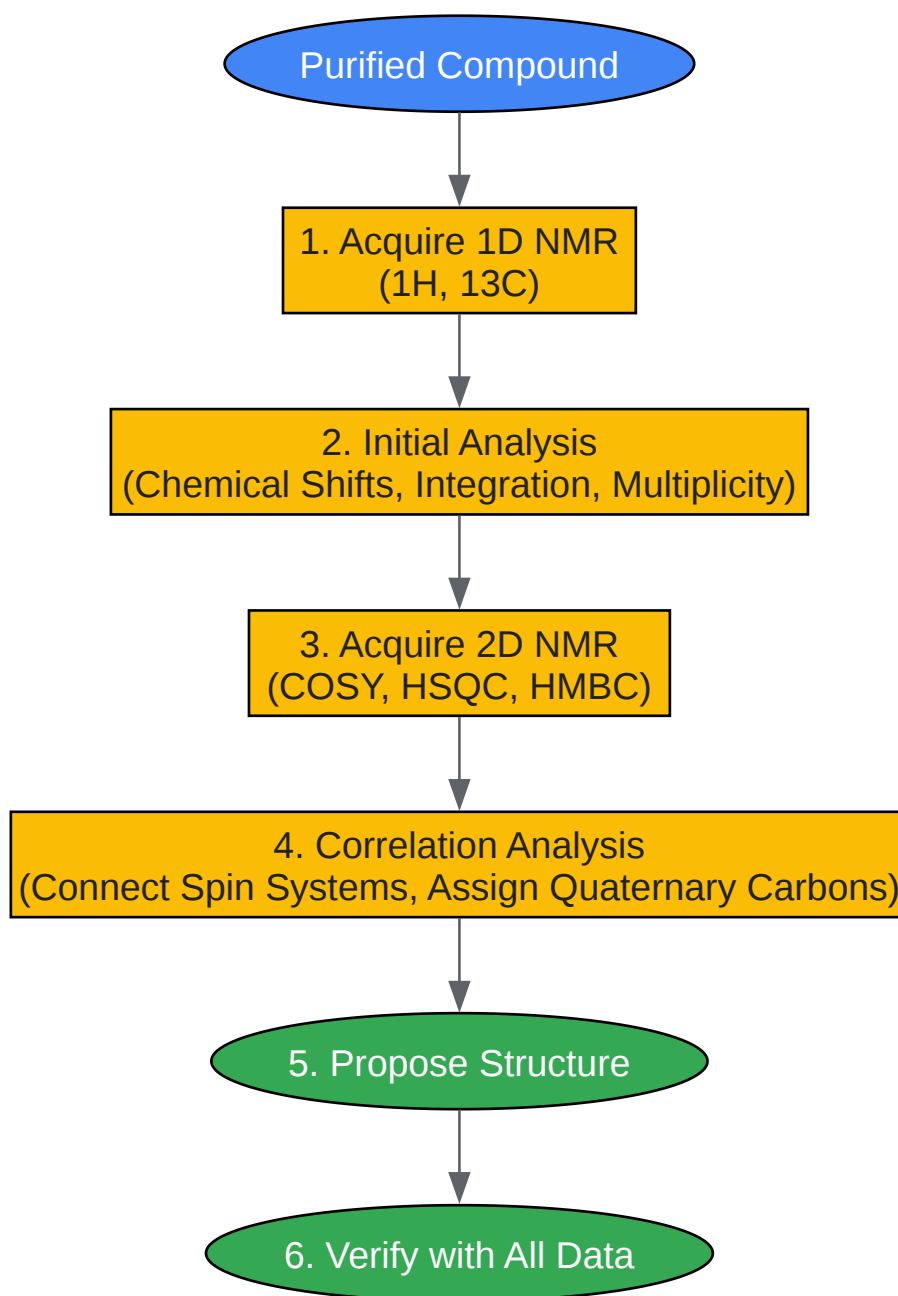 Purified Compound
1. Acquire 1D NMR
(1H, 13C)
2. Initial Analysis
(Chemical Shifts, Integration, Multiplicity)
3. Acquire 2D NMR
(COSY, HSQC, HMBC)
4. Correlation Analysis
(Connect Spin Systems, Assign Quaternary Carbons)
5. Propose Structure
6. Verify with All Data